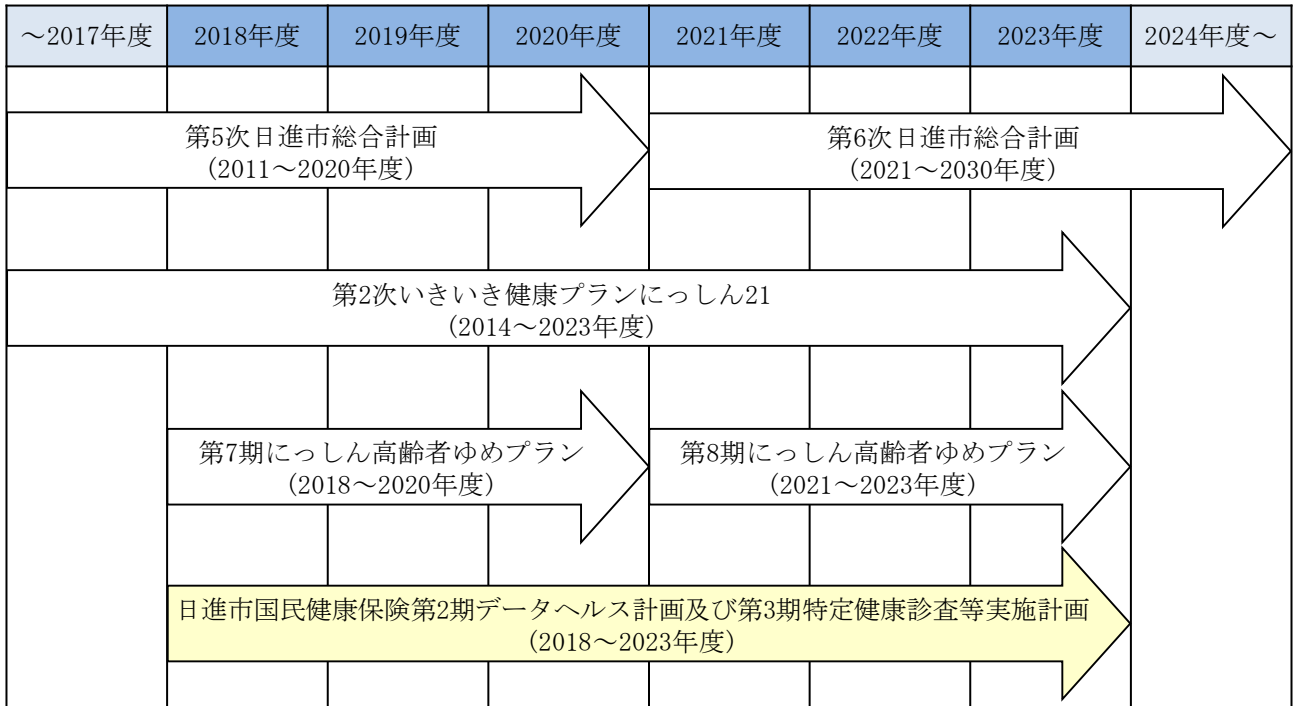 ～2017年度 2018年度 2019年度 2020年度 2021年度 2022年度 2023年度 2024年度～
第5次日進市総合計画
（2011～2020年度）
第6次日進市総合計画
（2021～2030年度）
第2次いきいき健康プランにっしん21
（2014～2023年度）
第7期にっしん高齢者ゆめプラン
（2018～2020年度）
第8期にっしん高齢者ゆめプラン
（2021～2023年度）
日進市国民健康保険第2期データヘルス計画及び第3期特定健康診査等実施計画
（2018～2023年度）